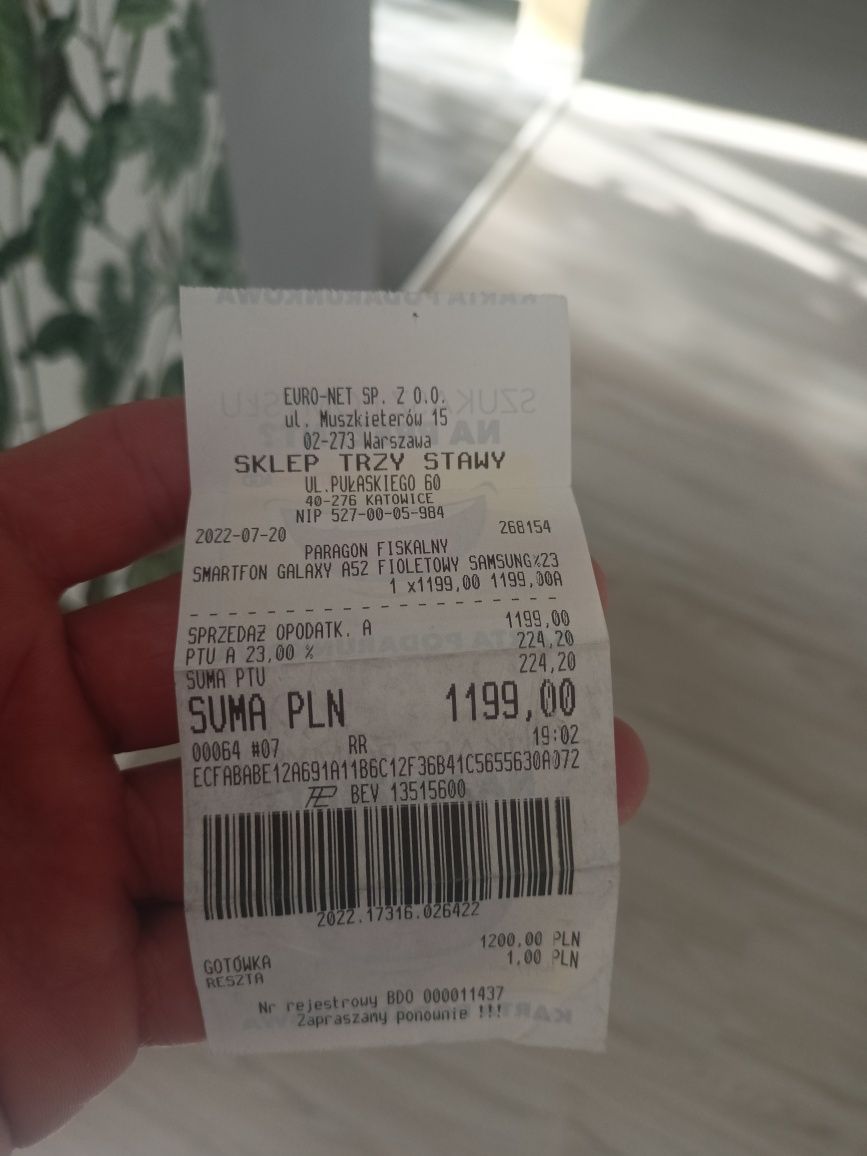 EURO-NET SP. Z O.O.
ul. Muszkieterów 15
02-273 Warszawa
SKLEP TRZY STAWY
UL.PUŁASKIEGO 60
40-276 KATOWICE
NIP 527-00-05-984
2022-07-20 268154
PARAGON FISKALNY
SMARTFON GALAXY A52 FIOLETOWY SAMSUNG%23
1 x1199,00 1199,00A
SPRZEDAŻ OPODATK. A 1199,00
PTU A 23,00 % 224,20
SUMA PTU 224,20
SUMA PLN 1199,00
00064 #07 RR 19:02
ECFABABE12A691A11B6C12F36B41C5655630A072
BEV 13515600
2022.17316.026422
GOTÓWKA 1200,00 PLN
RESZTA 1,00 PLN
Nr rejestrowy BDO 000011437
Zapraszamy ponownie !!!